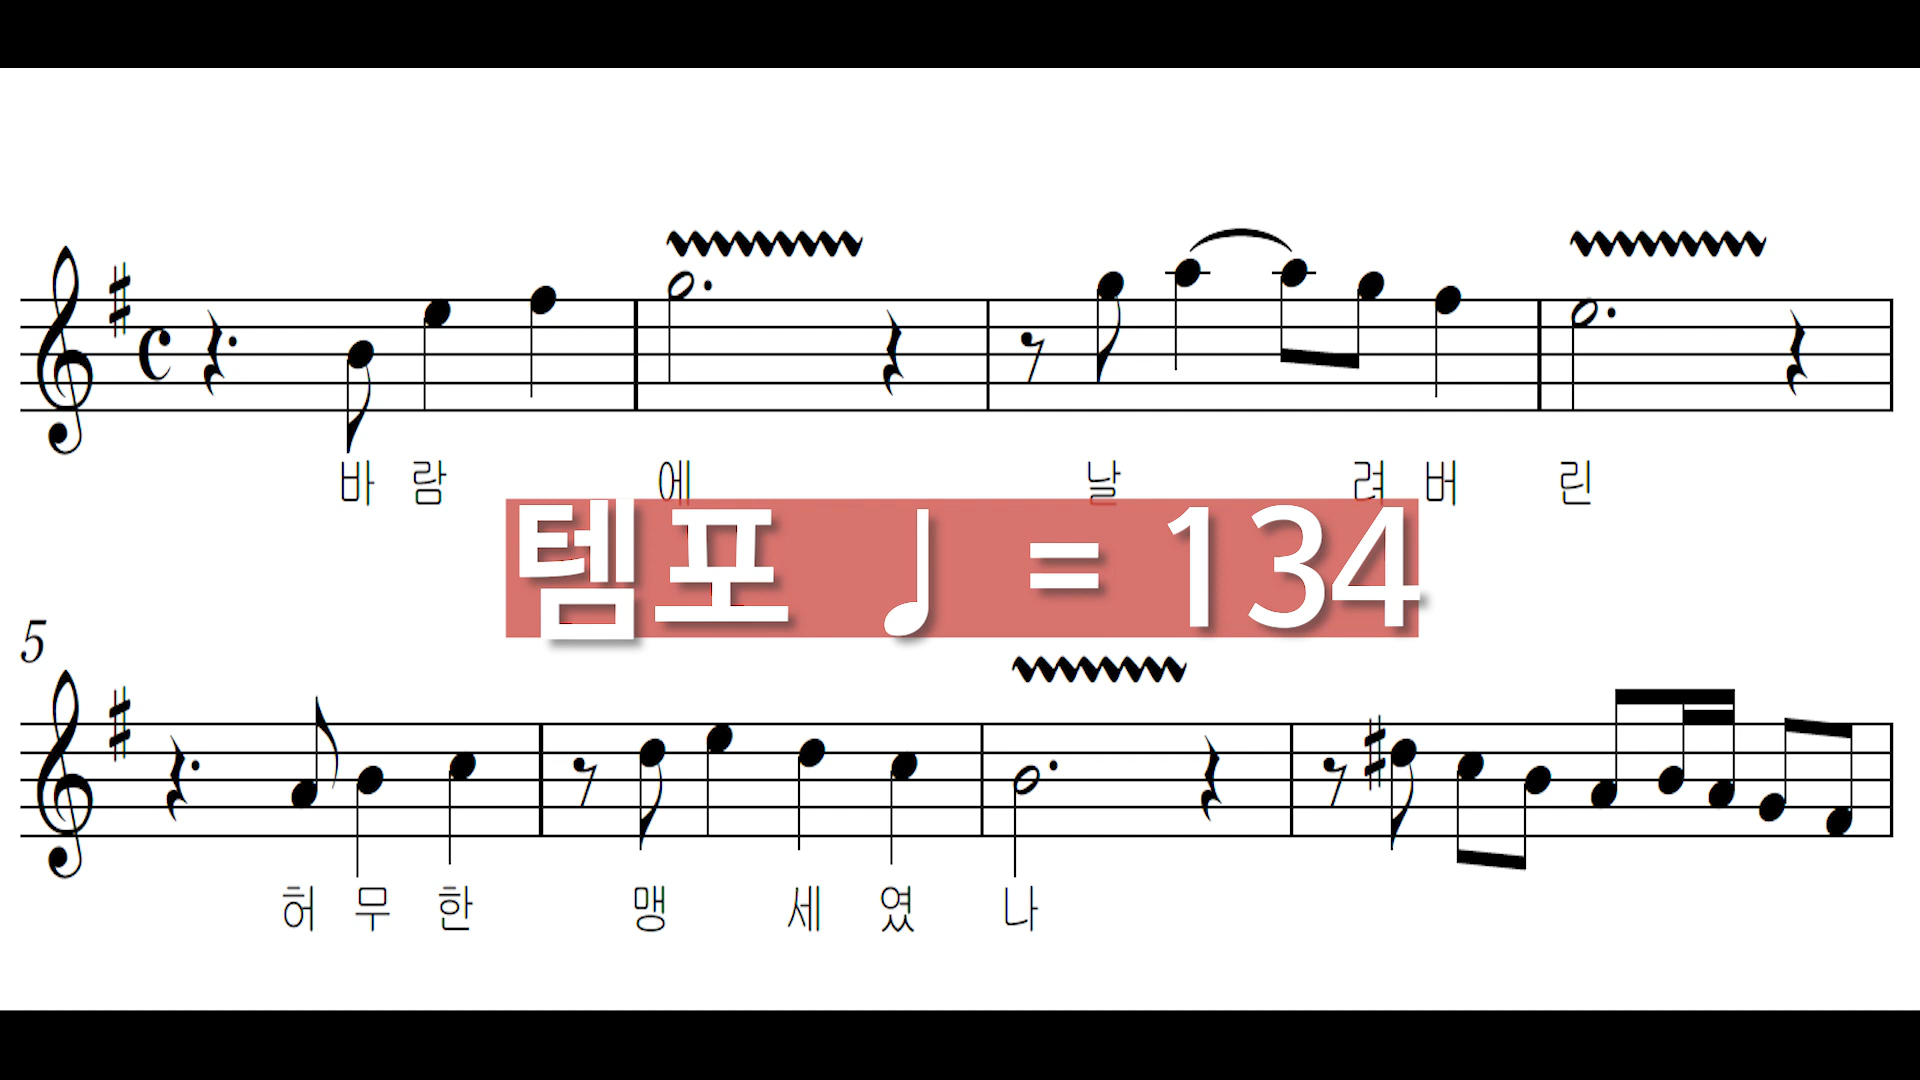 바 람 에 날 려 버 린
템포 ♩ = 134
5
허 무 한 맹 세 였 나